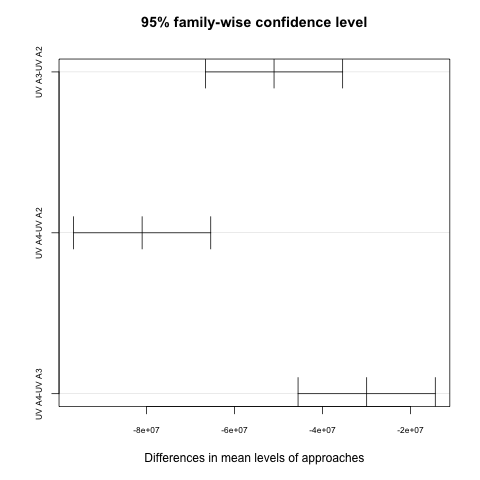 95% family-wise confidence level
UV A3-UV A2
UV A4-UV A2
UV A4-UV A3
-8e+07 -6e+07 -4e+07 -2e+07
Differences in mean levels of approaches